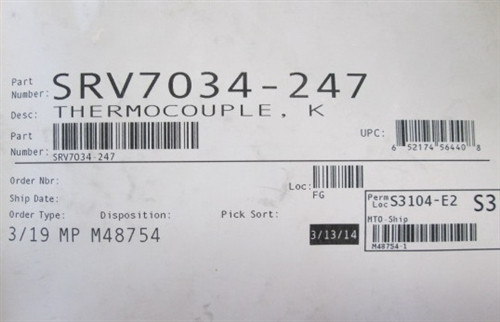 Part Number: SRV7034-247
Desc: THERMOCOUPLE, K
Part Number: SRV7034-247
UPC: 6 52174 56440 8
Order Nbr:
Loc: FG
Ship Date:
Perm Loc S3104-E2 S3
Order Type: Disposition: Pick Sort:
MTO-Ship
3/19 MP M48754 3/13/14
M48754-1